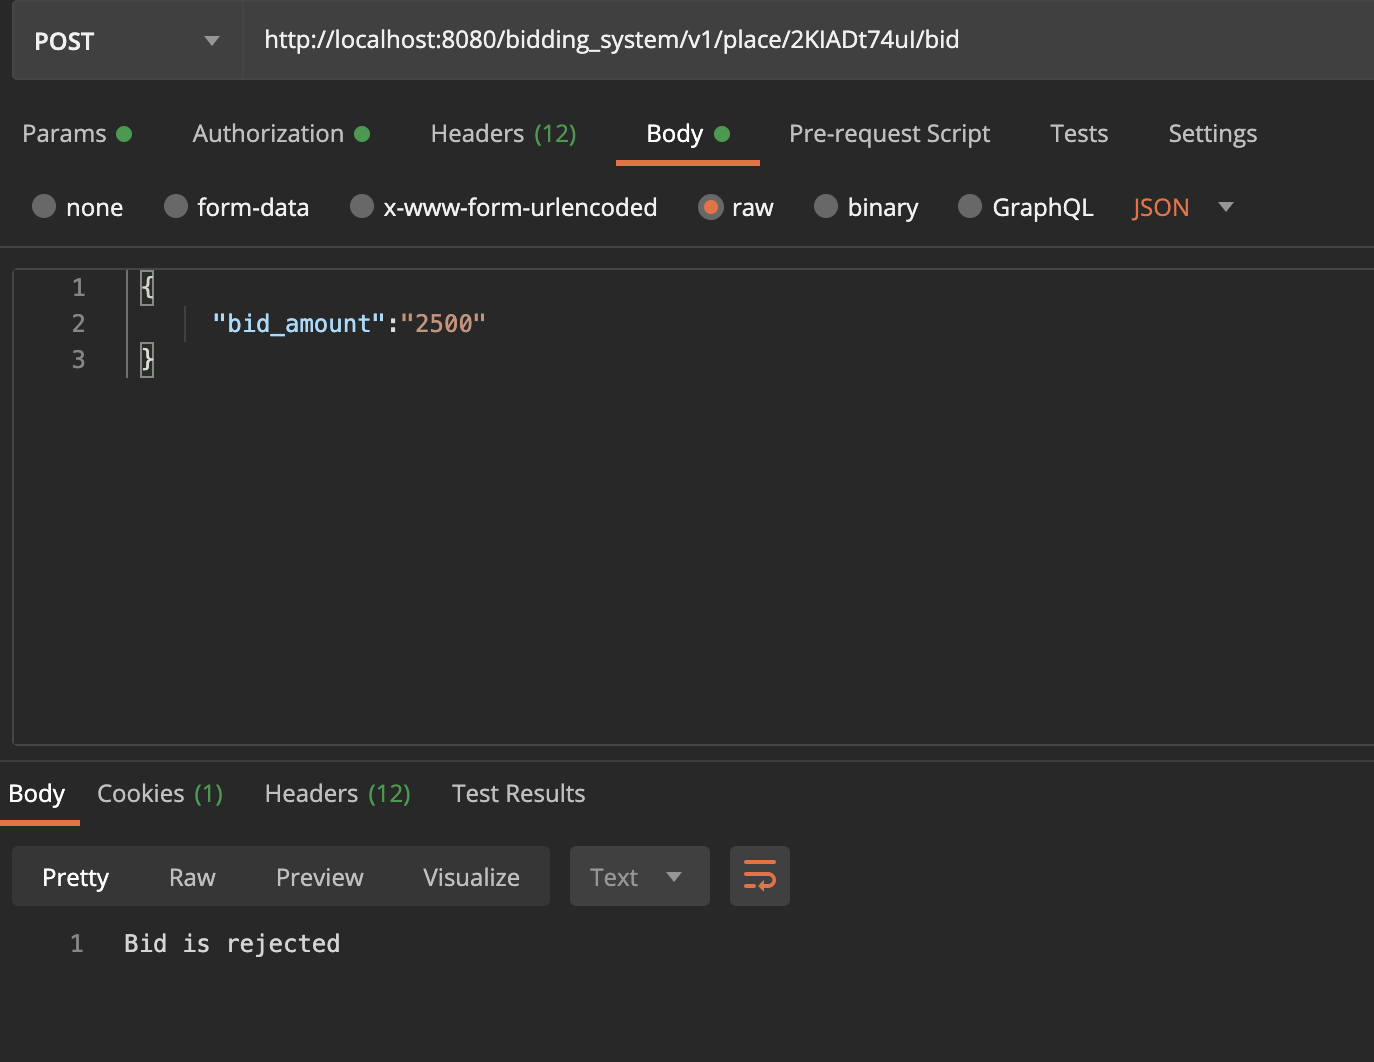 POST http://localhost:8080/bidding_system/v1/place/2KIADt74uI/bid
Params Authorization Headers (12) Body Pre-request Script Tests Settings
none form-data x-www-form-urlencoded raw binary GraphQL JSON
1 {
2 "bid_amount":"2500"
3 }
Body Cookies (1) Headers (12) Test Results
Pretty Raw Preview Visualize Text
1 Bid is rejected